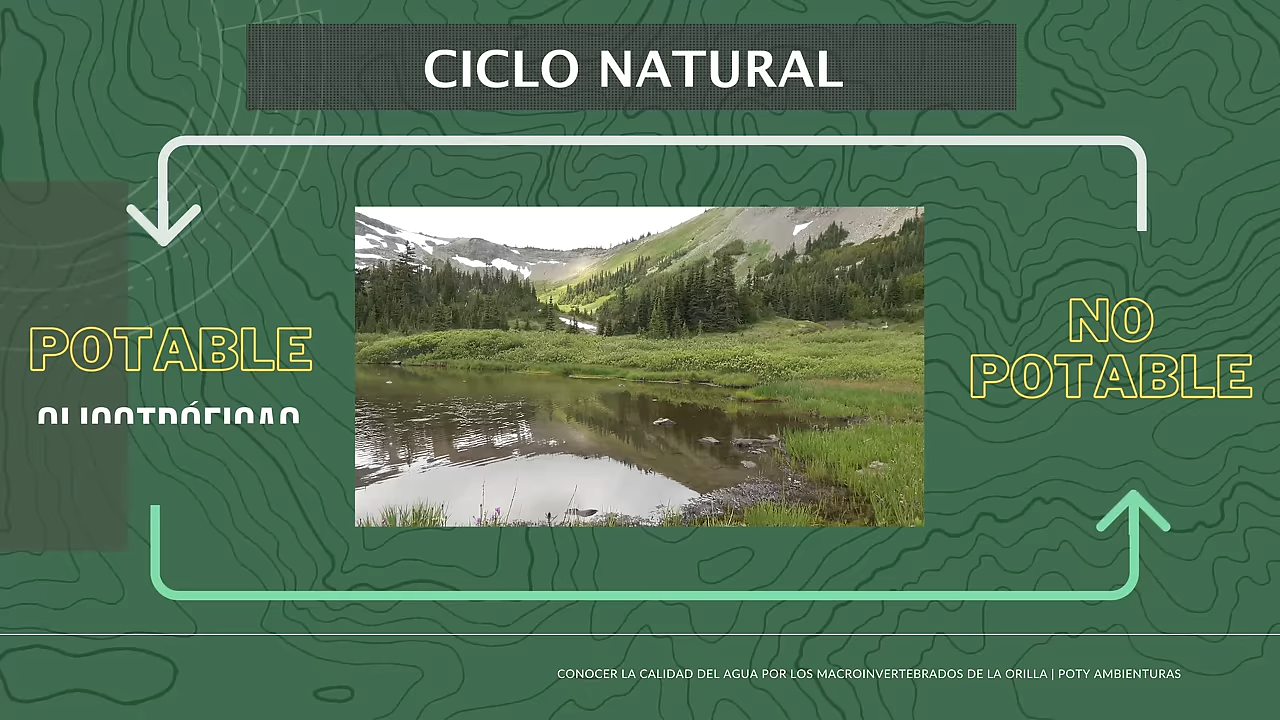 CICLO NATURAL
POTABLE
NO
POTABLE
CONOCER LA CALIDAD DEL AGUA POR LOS MACROINVERTEBRADOS DE LA ORILLA | POTY AMBIENTURAS